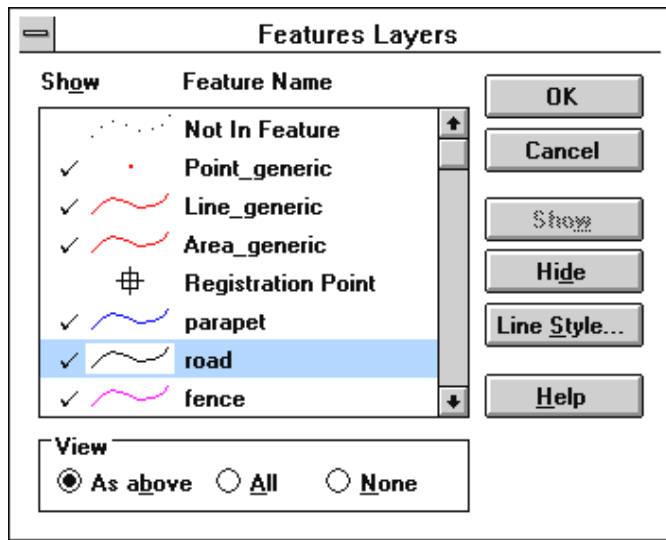 Features Layers
Show Feature Name
Not In Feature
Point_generic
Line_generic
Area_generic
Registration Point
parapet
road
fence
OK
Cancel
Show
Hide
Line Style...
Help
View
As above All None